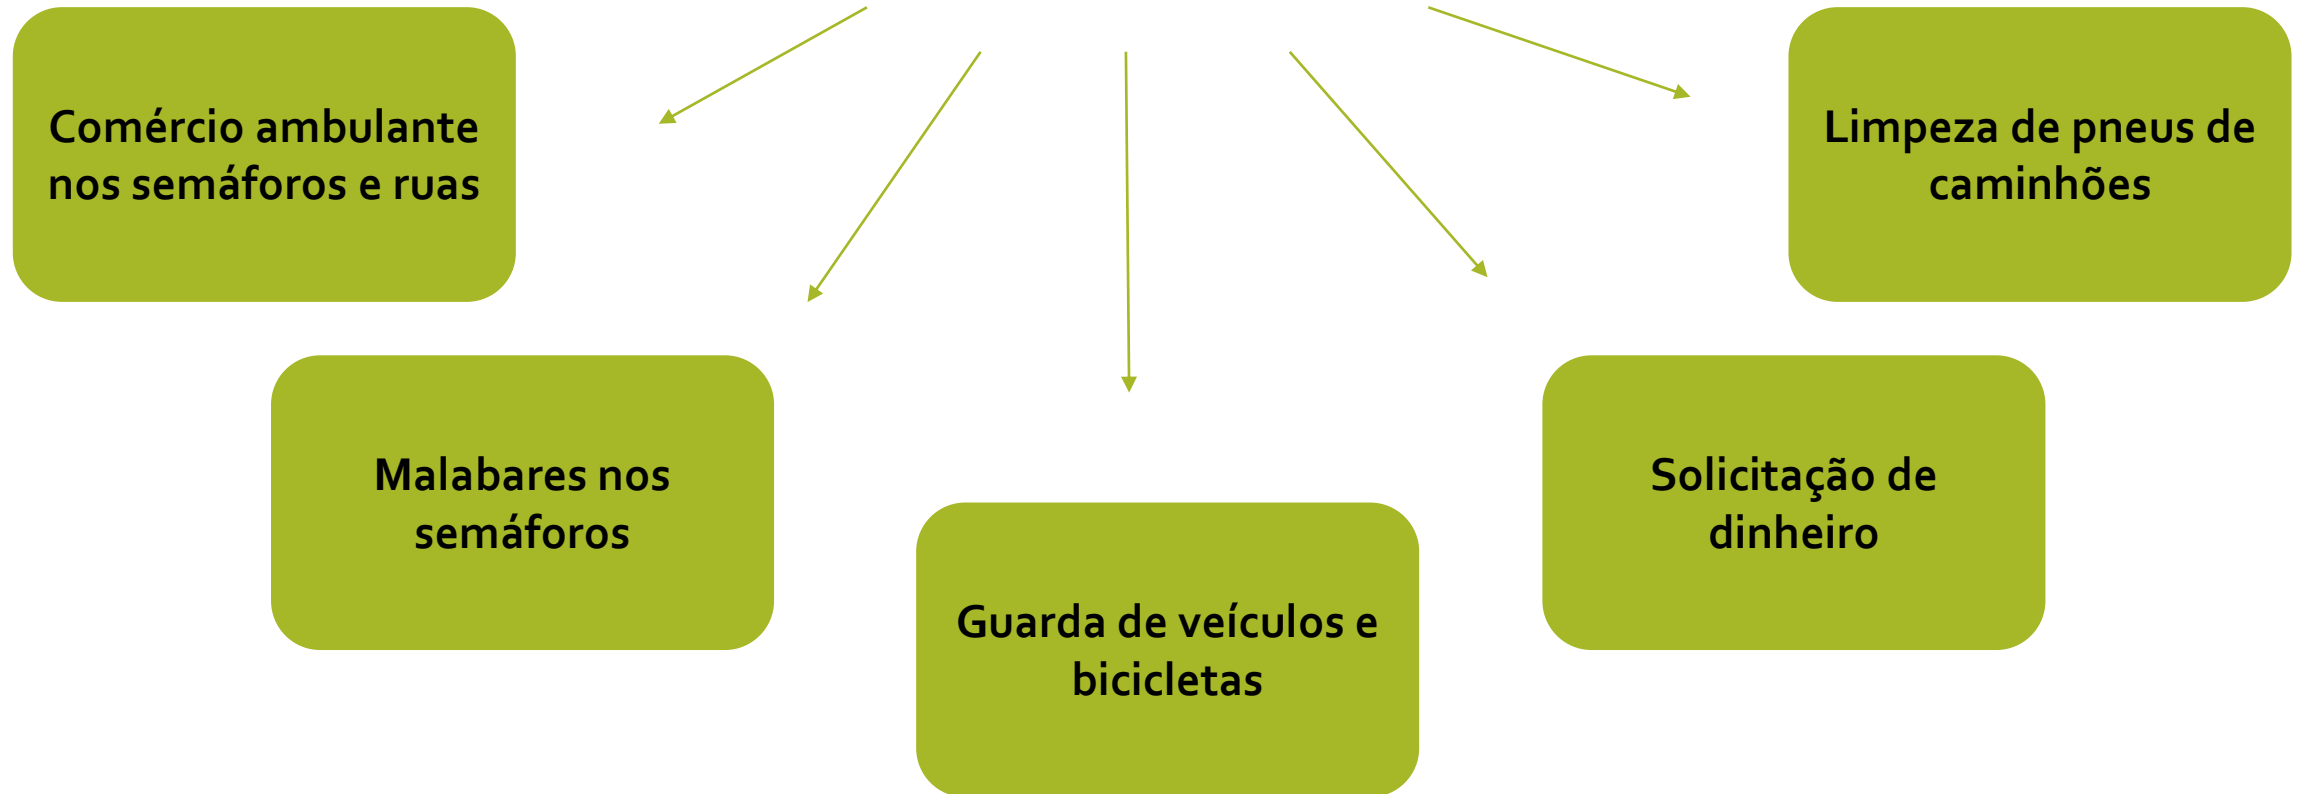 Comércio ambulante
nos semáforos e ruas
Limpeza de pneus de
caminhões
Malabares nos
semáforos
Solicitação de
dinheiro
Guarda de veículos e
bicicletas